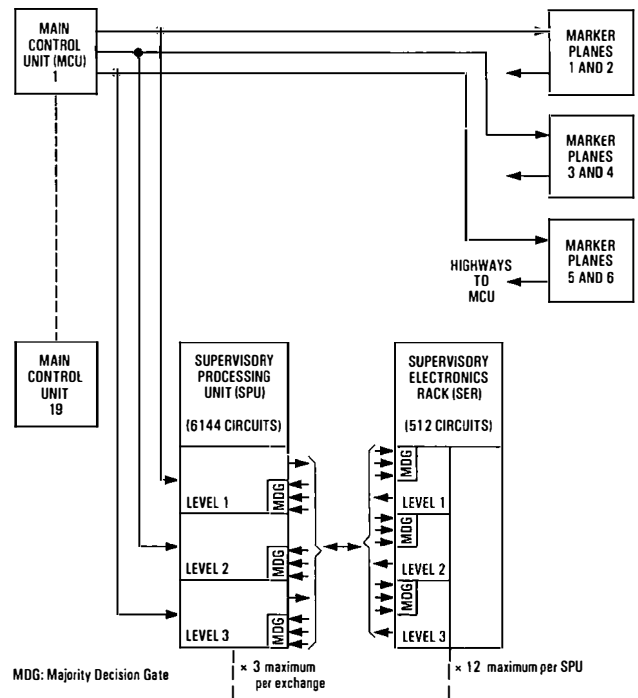 MAIN
CONTROL
UNIT (MCU)
1
MARKER
PLANES
1 AND 2
MARKER
PLANES
3 AND 4
MARKER
PLANES
5 AND 6
HIGHWAYS
TO
MCU
MAIN
CONTROL
UNIT
19
SUPERVISORY
PROCESSING
UNIT (SPU)
(6144 CIRCUITS)
LEVEL 1
MDG
LEVEL 2
MDG
LEVEL 3
MDG
SUPERVISORY
ELECTRONICS
RACK (SER)
(512 CIRCUITS)
MDG
LEVEL 1
MDG
LEVEL 2
MDG
LEVEL 3
MDG: Majority Decision Gate
× 3 maximum
per exchange
× 12 maximum per SPU